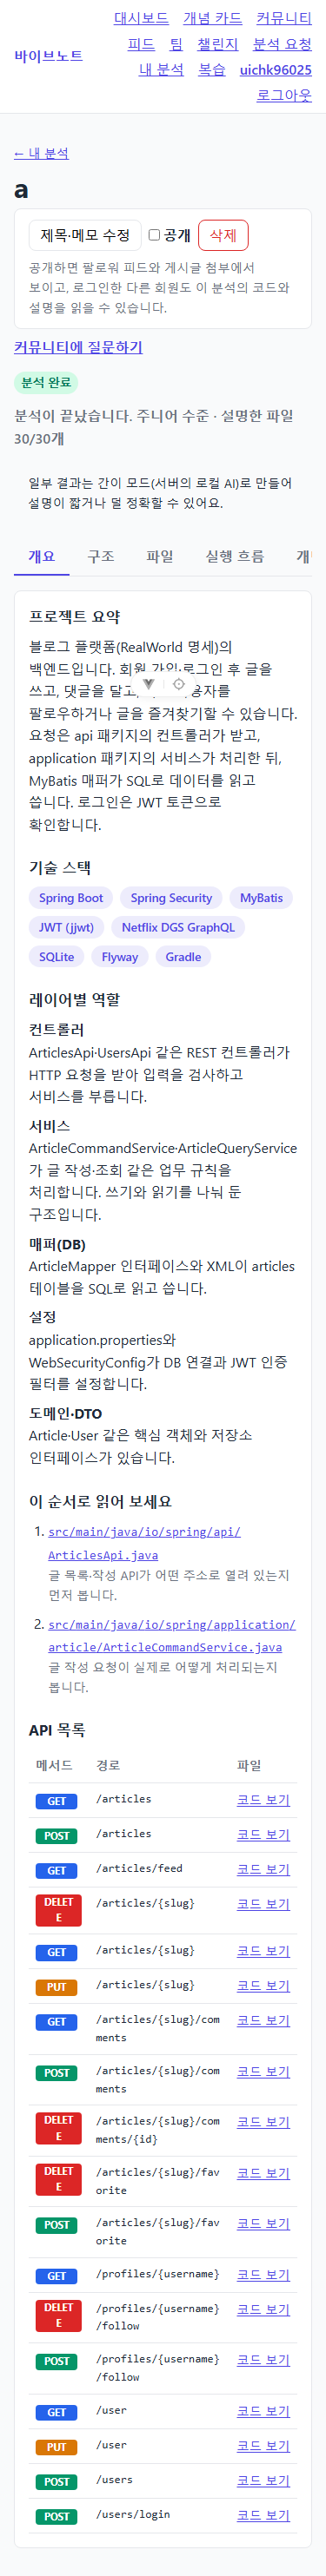 바이브노트
대시보드 개념 카드 커뮤니티
피드 팀 챌린지 분석 요청
내 분석 복습 uichk96025
로그아웃
← 내 분석
a
제목·메모 수정 공개 삭제
공개하면 팔로워 피드와 게시글 첨부에서
보이고, 로그인한 다른 회원도 이 분석의 코드와
설명을 읽을 수 있습니다.
커뮤니티에 질문하기
분석 완료
분석이 끝났습니다. 주니어 수준 · 설명한 파일
30/30개
일부 결과는 간이 모드(서버의 로컬 AI)로 만들어
설명이 짧거나 덜 정확할 수 있어요.
개요 구조 파일 실행 흐름
프로젝트 요약
블로그 플랫폼(RealWorld 명세)의
백엔드입니다. 회원 가입·로그인 후 글을
쓰고, 댓글을 달고, 용자를
팔로우하거나 글을 즐겨찾기할 수 있습니다.
요청은 api 패키지의 컨트롤러가 받고,
application 패키지의 서비스가 처리한 뒤,
MyBatis 매퍼가 SQL로 데이터를 읽고
씁니다. 로그인은 JWT 토큰으로
확인합니다.
기술 스택
Spring Boot Spring Security MyBatis
JWT (jjwt) Netflix DGS GraphQL
SQLite Flyway Gradle
레이어별 역할
컨트롤러
ArticlesApi·UsersApi 같은 REST 컨트롤러가
HTTP 요청을 받아 입력을 검사하고
서비스를 부릅니다.
서비스
ArticleCommandService·ArticleQueryService
가 글 작성·조회 같은 업무 규칙을
처리합니다. 쓰기와 읽기를 나눠 둔
구조입니다.
매퍼(DB)
ArticleMapper 인터페이스와 XML이 articles
테이블을 SQL로 읽고 씁니다.
설정
application.properties와
WebSecurityConfig가 DB 연결과 JWT 인증
필터를 설정합니다.
도메인·DTO
Article·User 같은 핵심 객체와 저장소
인터페이스가 있습니다.
이 순서로 읽어 보세요
1. src/main/java/io/spring/api/
ArticlesApi.java
글 목록·작성 API가 어떤 주소로 열려 있는지
먼저 봅니다.
2. src/main/java/io/spring/application/
article/ArticleCommandService.java
글 작성 요청이 실제로 어떻게 처리되는지
봅니다.
API 목록
메서드 경로 파일
GET /articles 코드 보기
POST /articles 코드 보기
GET /articles/feed 코드 보기
DELET
E /articles/{slug} 코드 보기
GET /articles/{slug} 코드 보기
PUT /articles/{slug} 코드 보기
GET /articles/{slug}/com
ments 코드 보기
POST /articles/{slug}/com
ments 코드 보기
DELET
E /articles/{slug}/com
ments/{id} 코드 보기
DELET
E /articles/{slug}/fav
orite 코드 보기
POST /articles/{slug}/fav
orite 코드 보기
GET /profiles/{username} 코드 보기
DELET
E /profiles/{username}
/follow 코드 보기
POST /profiles/{username}
/follow 코드 보기
GET /user 코드 보기
PUT /user 코드 보기
POST /users 코드 보기
POST /users/login 코드 보기